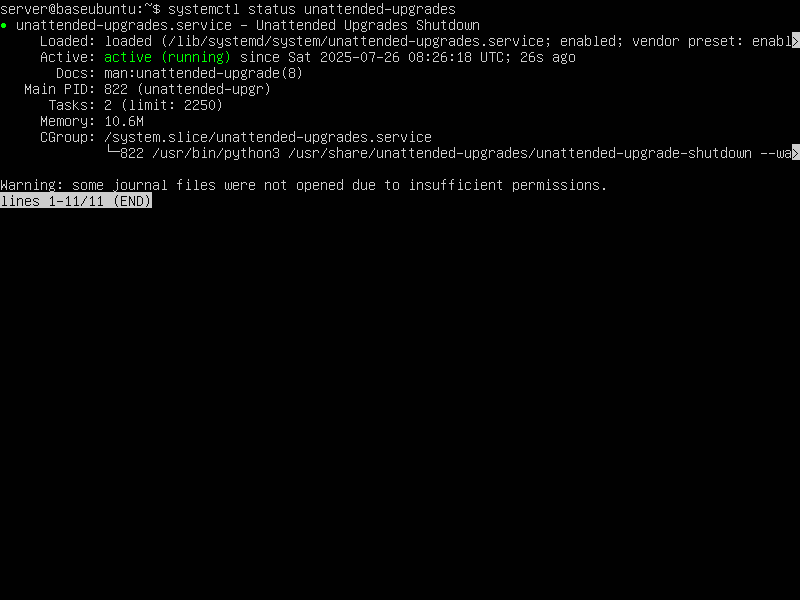 server@baseubuntu:~$ systemctl status unattended-upgrades
● unattended-upgrades.service - Unattended Upgrades Shutdown
     Loaded: loaded (/lib/systemd/system/unattended-upgrades.service; enabled; vendor preset: enabl>
     Active: active (running) since Sat 2025-07-26 08:26:18 UTC; 26s ago
       Docs: man:unattended-upgrade(8)
   Main PID: 822 (unattended-upgr)
      Tasks: 2 (limit: 2250)
     Memory: 10.6M
     CGroup: /system.slice/unattended-upgrades.service
             └─822 /usr/bin/python3 /usr/share/unattended-upgrades/unattended-upgrade-shutdown --wa>
Warning: some journal files were not opened due to insufficient permissions.
lines 1-11/11 (END)